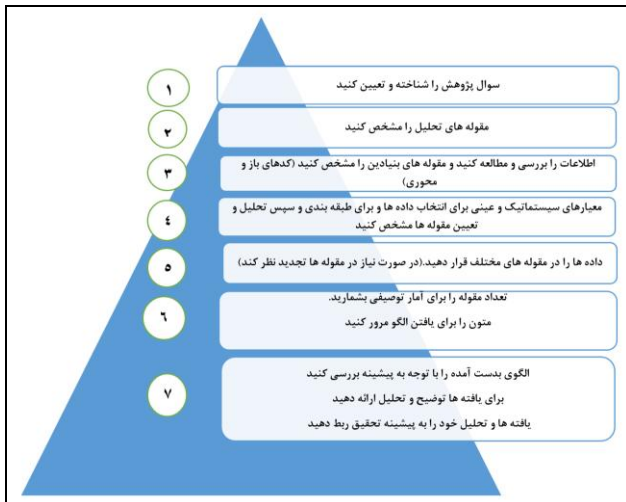 ۱
سوال پژوهش را شناخته و تعیین کنید
۲
مقوله های تحلیل را مشخص کنید
۳
اطلاعات را بررسی و مطالعه کنید و مقوله های بنیادین را مشخص کنید (کدهای باز و
محوری)
٤
معیارهای سیستماتیک و عینی برای انتخاب داده ها و برای طبقه بندی و سپس تحلیل و
تعیین مقوله ها مشخص کنید
٥
داده ها را در مقوله های مختلف قرار دهید.(در صورت نیاز در مقوله ها تجدید نظر کند)
٦
تعداد مقوله را برای آمار توصیفی بشمارید.
متون را برای یافتن الگو مرور کنید
۷
الگوی بدست آمده را با توجه به پیشینه بررسی کنید
برای یافته ها توضیح و تحلیل ارائه دهید
یافته ها و تحلیل خود را به پیشینه تحقیق ربط دهید